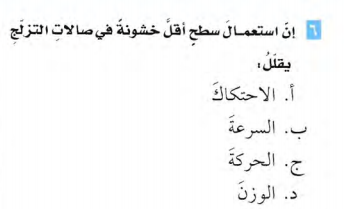 ٦ إنّ استعمالَ سطحٍ أقلَّ خشونةً في صالاتِ التزلّجِ
يقلّلُ:
أ. الاحتكاكَ
ب. السرعةَ
ج. الحركةَ
د. الوزنَ